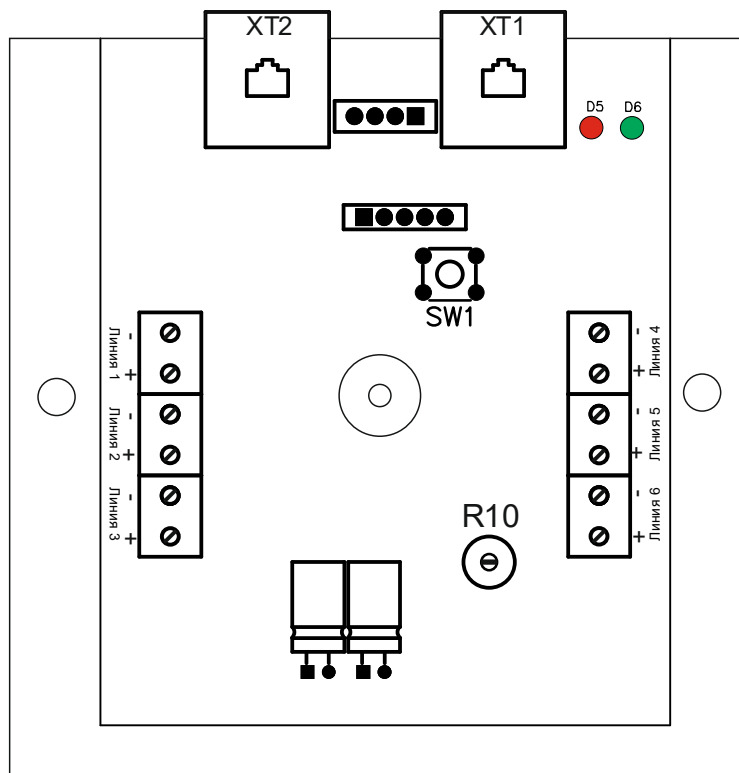 XT2
XT1
D5
D6
SW1
Линия 1
-
+
Линия 2
-
+
Линия 3
-
+
Линия 4
-
+
Линия 5
-
+
Линия 6
-
+
R10